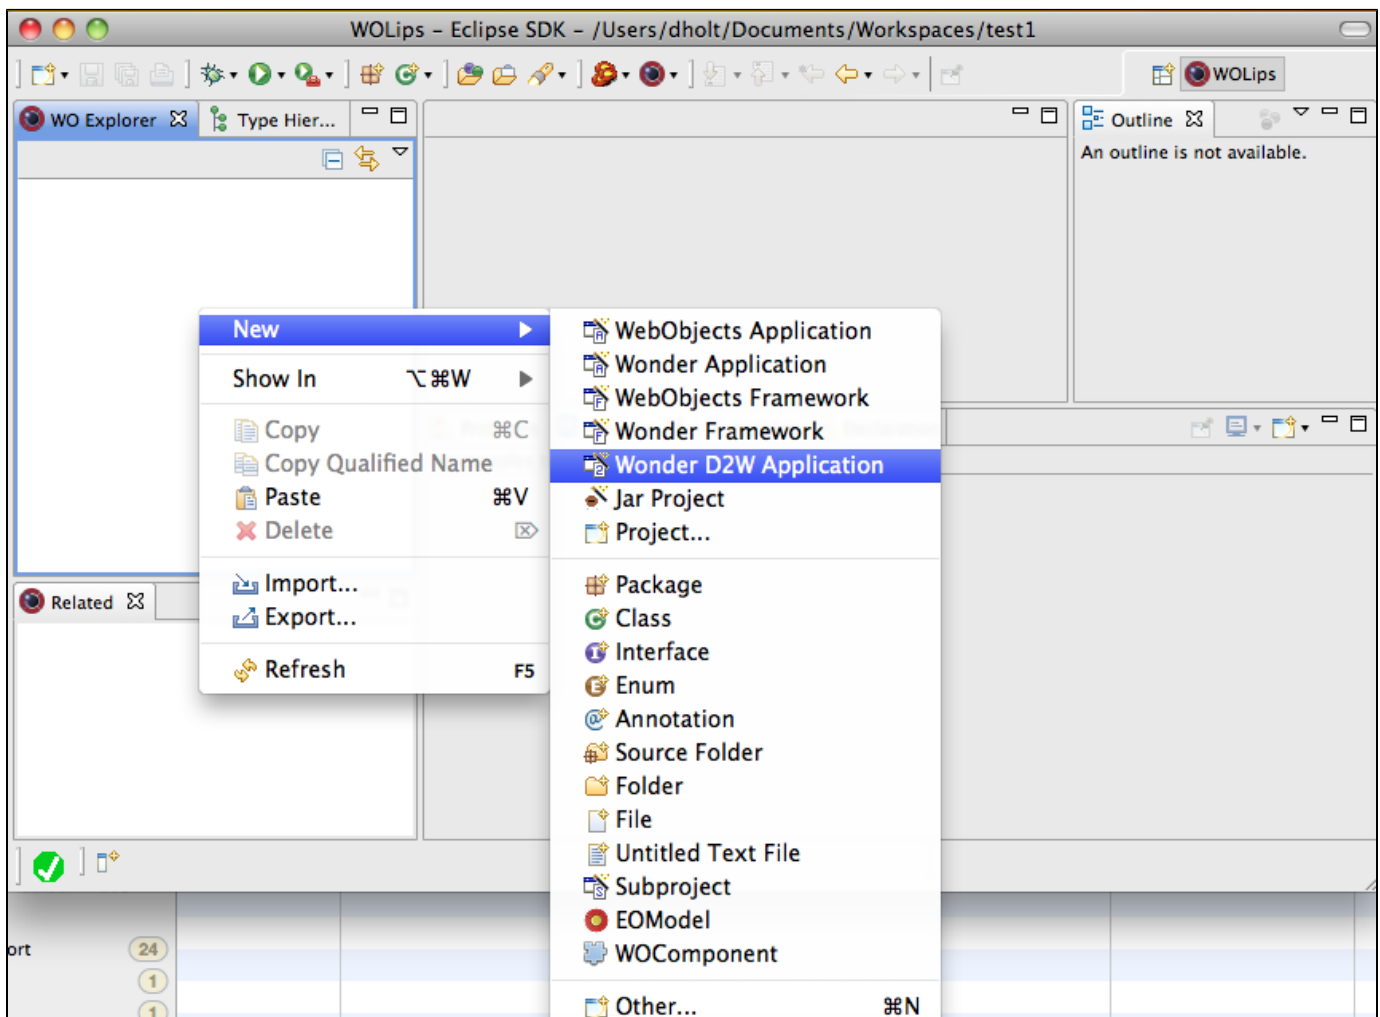 WOLips – Eclipse SDK – /Users/dholt/Documents/Workspaces/test1
WOLips
WO Explorer
Type Hier...
Outline
An outline is not available.
New
Show In ⌥⌘W
Copy ⌘C
Copy Qualified Name
Paste ⌘V
Delete ⌦
Import...
Export...
Refresh F5
WebObjects Application
Wonder Application
WebObjects Framework
Wonder Framework
Wonder D2W Application
Jar Project
Project...
Package
Class
Interface
Enum
Annotation
Source Folder
Folder
File
Untitled Text File
Subproject
EOModel
WOComponent
Other... ⌘N
Related
ort 24
1
1